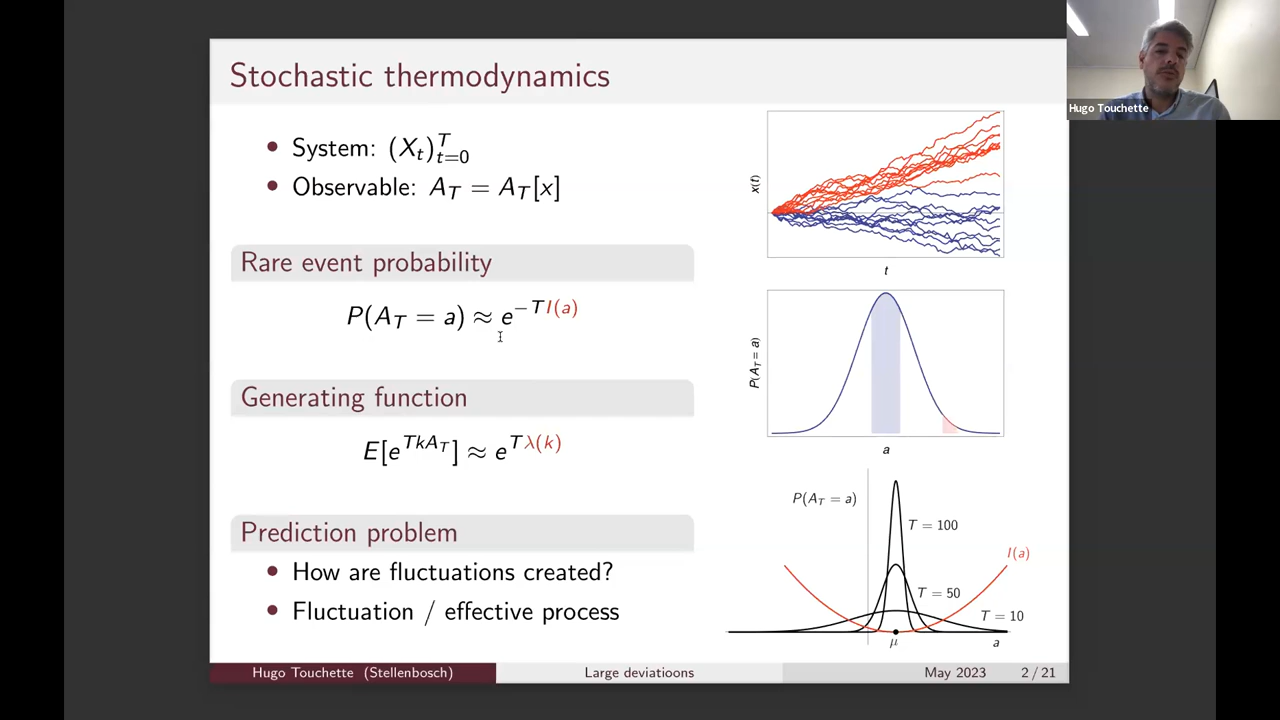 Stochastic thermodynamics
Hugo Touchette
• System: (X_t)_{t=0}^T
• Observable: A_T = A_T[x]
Rare event probability
P(A_T = a) ≈ e^{−TI(a)}
Generating function
E[e^{TkA_T}] ≈ e^{Tλ(k)}
Prediction problem
• How are fluctuations created?
• Fluctuation / effective process
x(t)
t
P(A_T = a)
a
P(A_T = a)
T = 100
I(a)
T = 50
T = 10
μ
a
Hugo Touchette (Stellenbosch)
Large deviatioons
May 2023
2 / 21